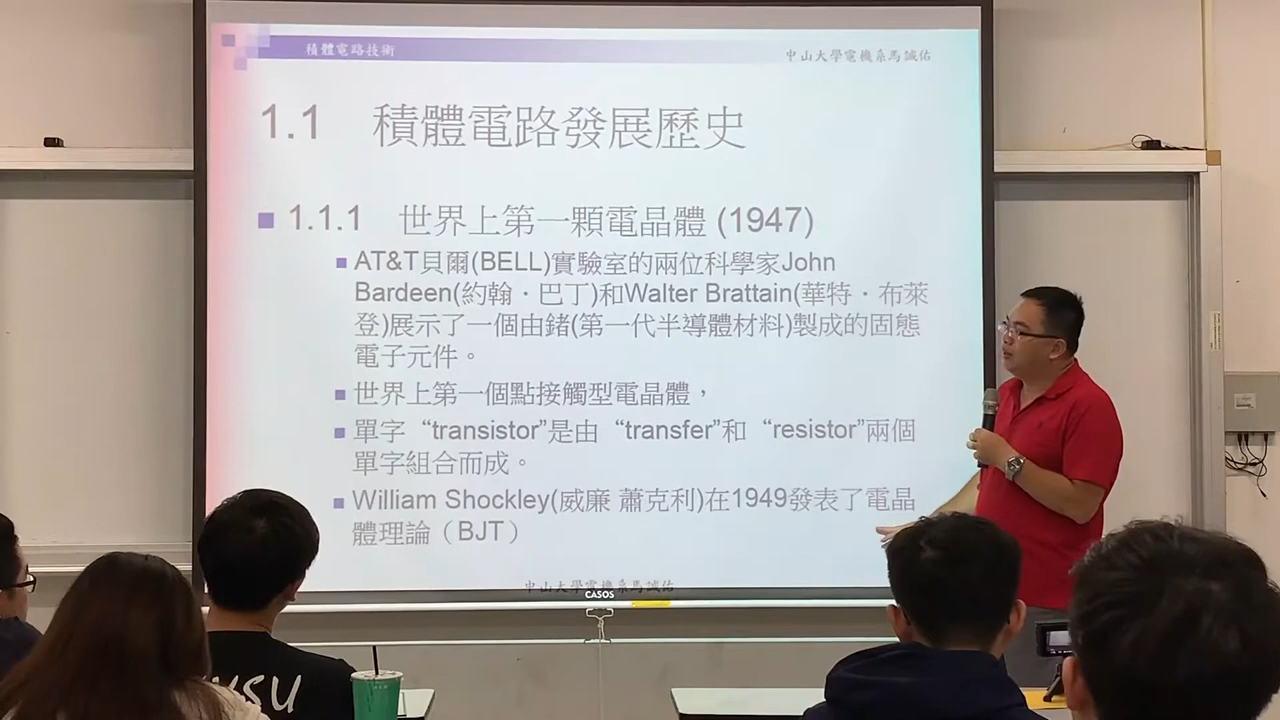 積體電路技術
中山大學電機系馬誠佑
1.1 積體電路發展歷史
1.1.1 世界上第一顆電晶體 (1947)
AT&T貝爾(BELL)實驗室的兩位科學家John
Bardeen(約翰．巴丁)和Walter Brattain(華特．布萊
登)展示了一個由鍺(第一代半導體材料)製成的固態
電子元件。
世界上第一個點接觸型電晶體，
單字“transistor”是由“transfer”和“resistor”兩個
單字組合而成。
William Shockley(威廉 蕭克利)在1949發表了電晶
體理論（BJT）
中山大學電機系馬誠佑
CASOS
YSU